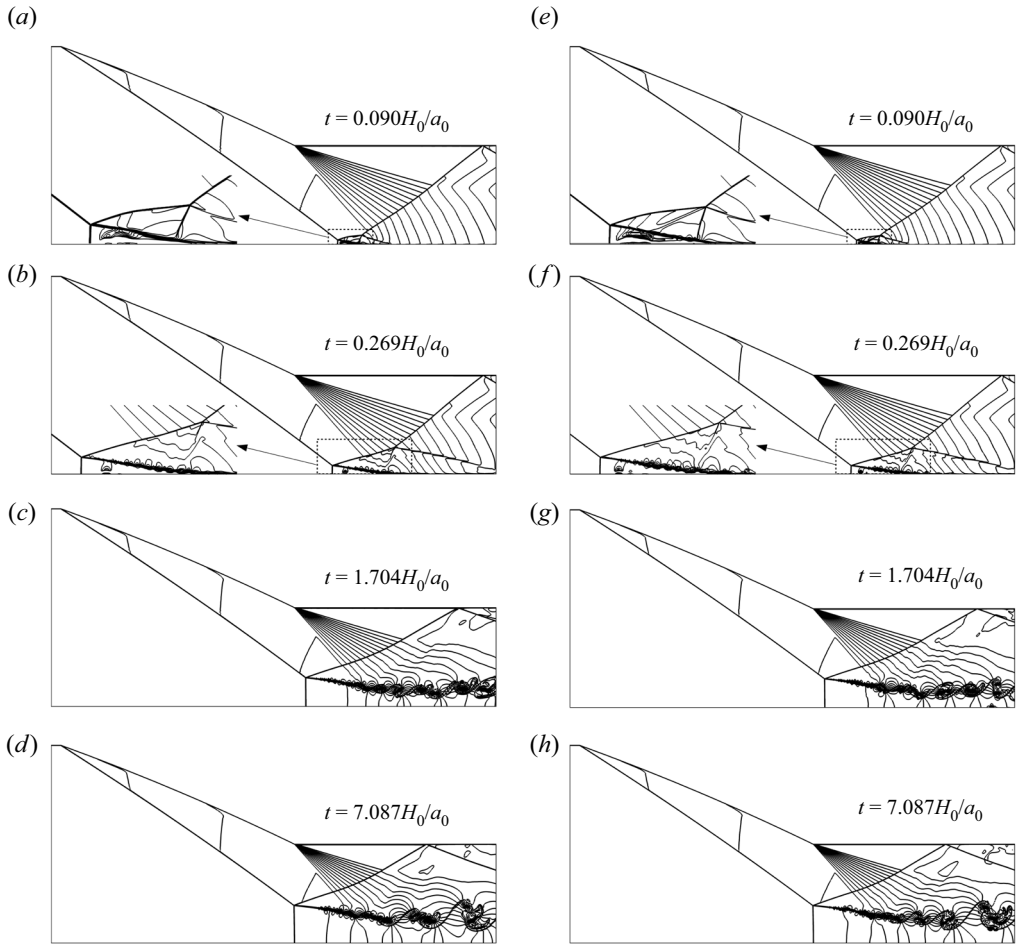 (a)
(e)
t = 0.090H₀/a₀
t = 0.090H₀/a₀
(b)
(f)
t = 0.269H₀/a₀
t = 0.269H₀/a₀
(c)
(g)
t = 1.704H₀/a₀
t = 1.704H₀/a₀
(d)
(h)
t = 7.087H₀/a₀
t = 7.087H₀/a₀